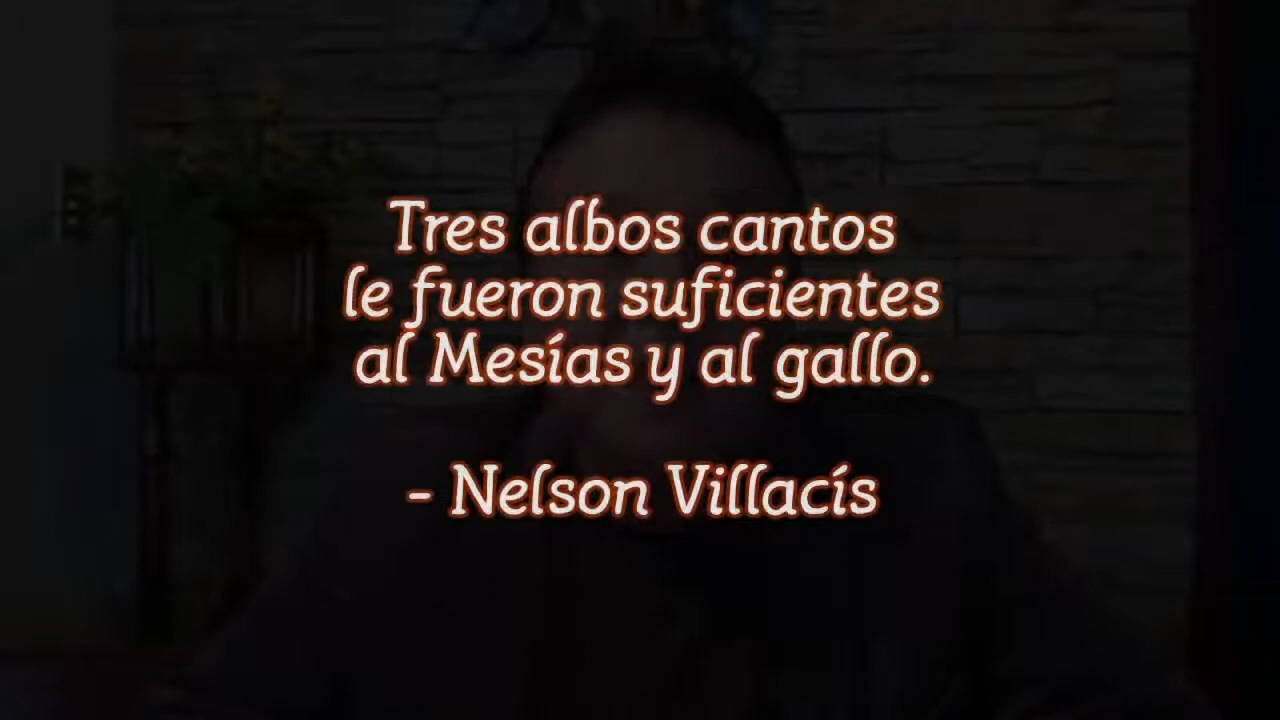 Tres albos cantos
le fueron suficientes
al Mesías y al gallo.
- Nelson Villacís